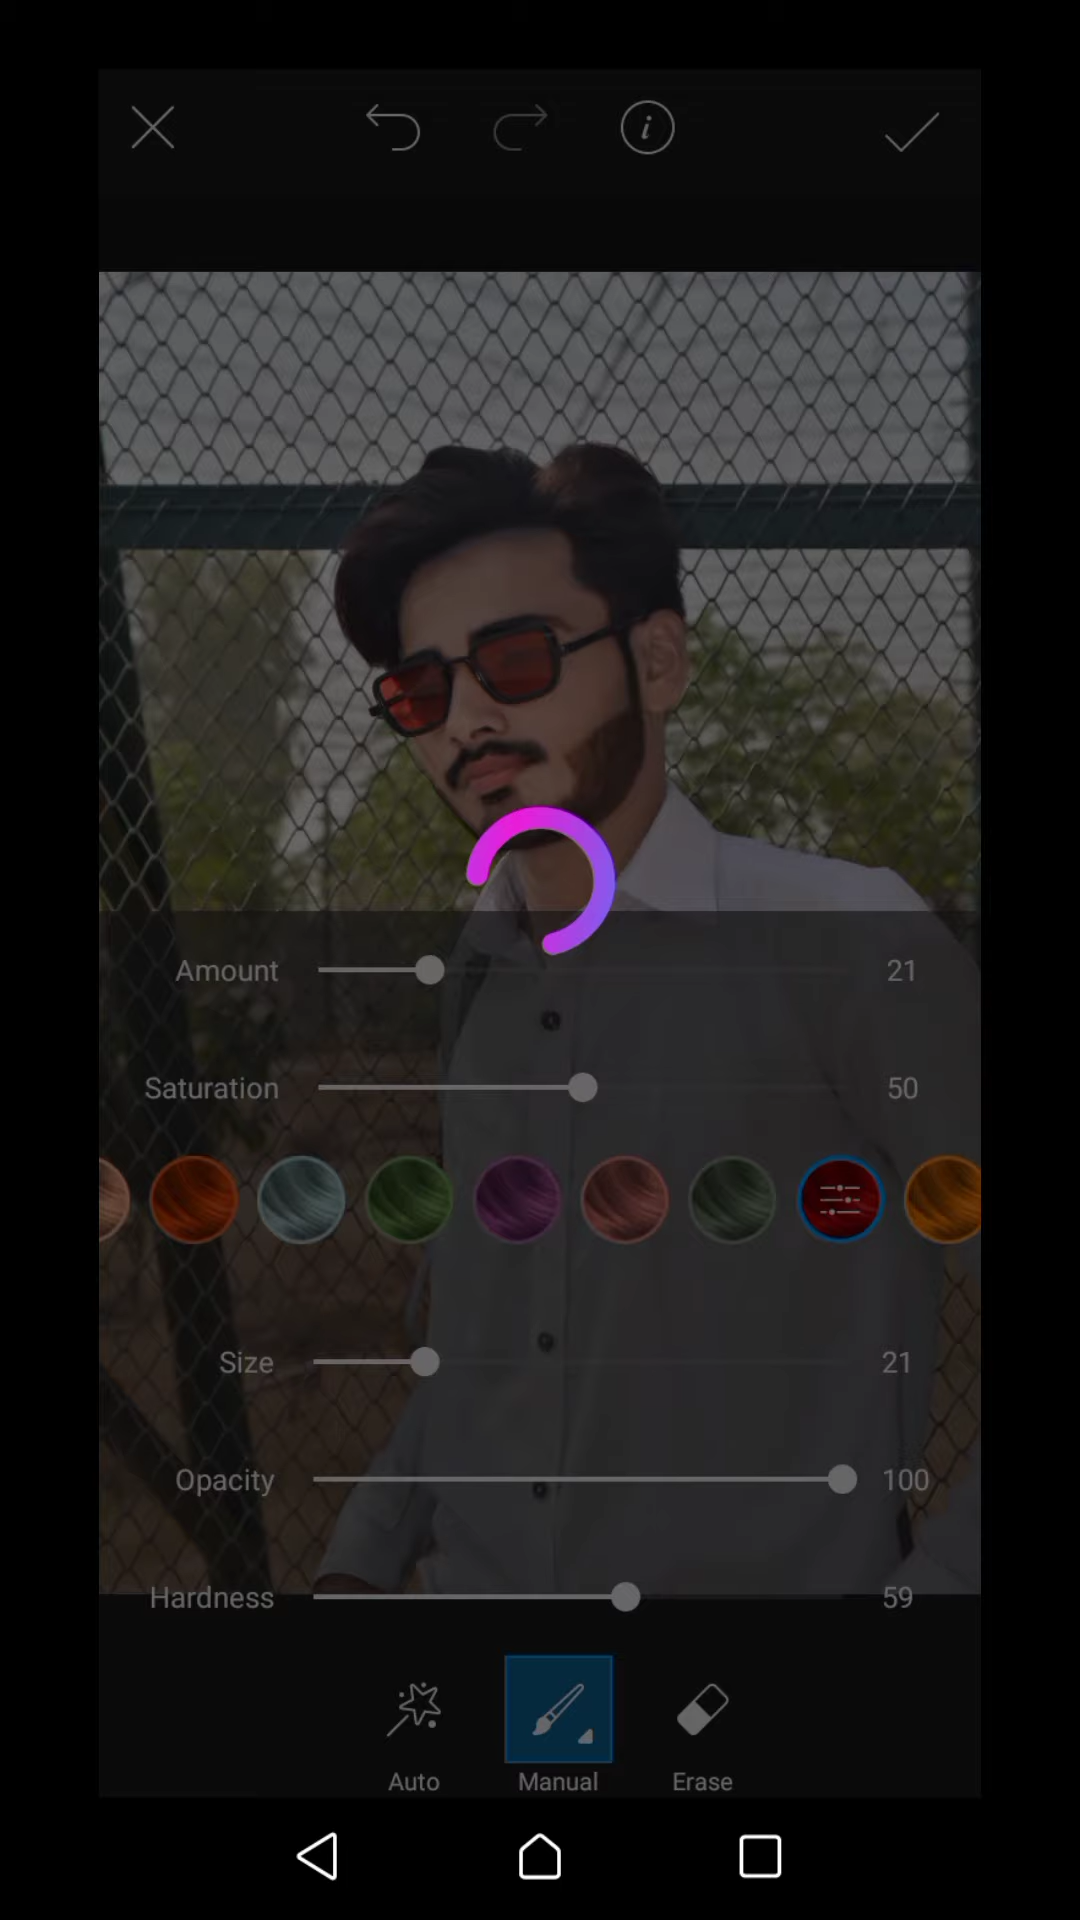 i
Amount 21
Saturation 50
Size 21
Opacity 100
Hardness 59
Auto Manual Erase